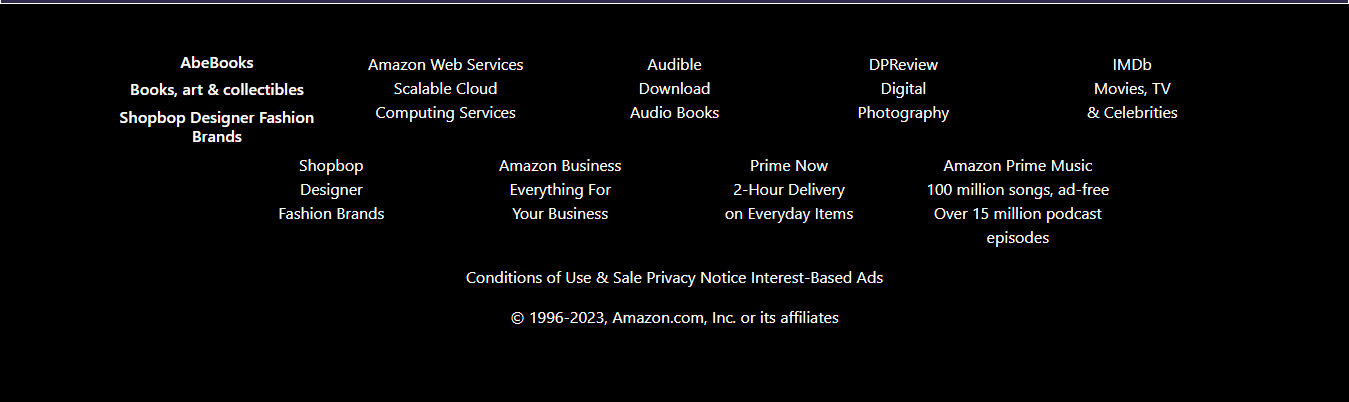 AbeBooks
Books, art & collectibles
Shopbop Designer Fashion
Brands
Amazon Web Services
Scalable Cloud
Computing Services
Audible
Download
Audio Books
DPReview
Digital
Photography
IMDb
Movies, TV
& Celebrities
Shopbop
Designer
Fashion Brands
Amazon Business
Everything For
Your Business
Prime Now
2-Hour Delivery
on Everyday Items
Amazon Prime Music
100 million songs, ad-free
Over 15 million podcast
episodes
Conditions of Use & Sale Privacy Notice Interest-Based Ads
© 1996-2023, Amazon.com, Inc. or its affiliates